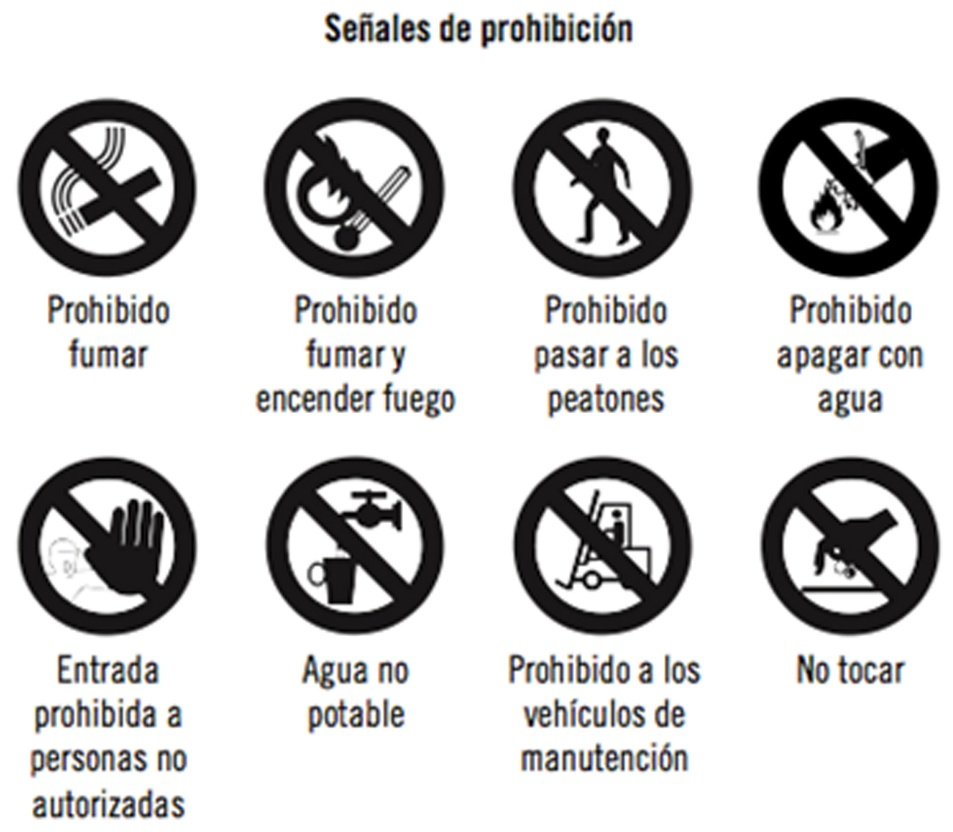 Señales de prohibición
Prohibido
fumar
Prohibido
fumar y
encender fuego
Prohibido
pasar a los
peatones
Prohibido
apagar con
agua
Entrada
prohibida a
personas no
autorizadas
Agua no
potable
Prohibido a los
vehículos de
manutención
No tocar